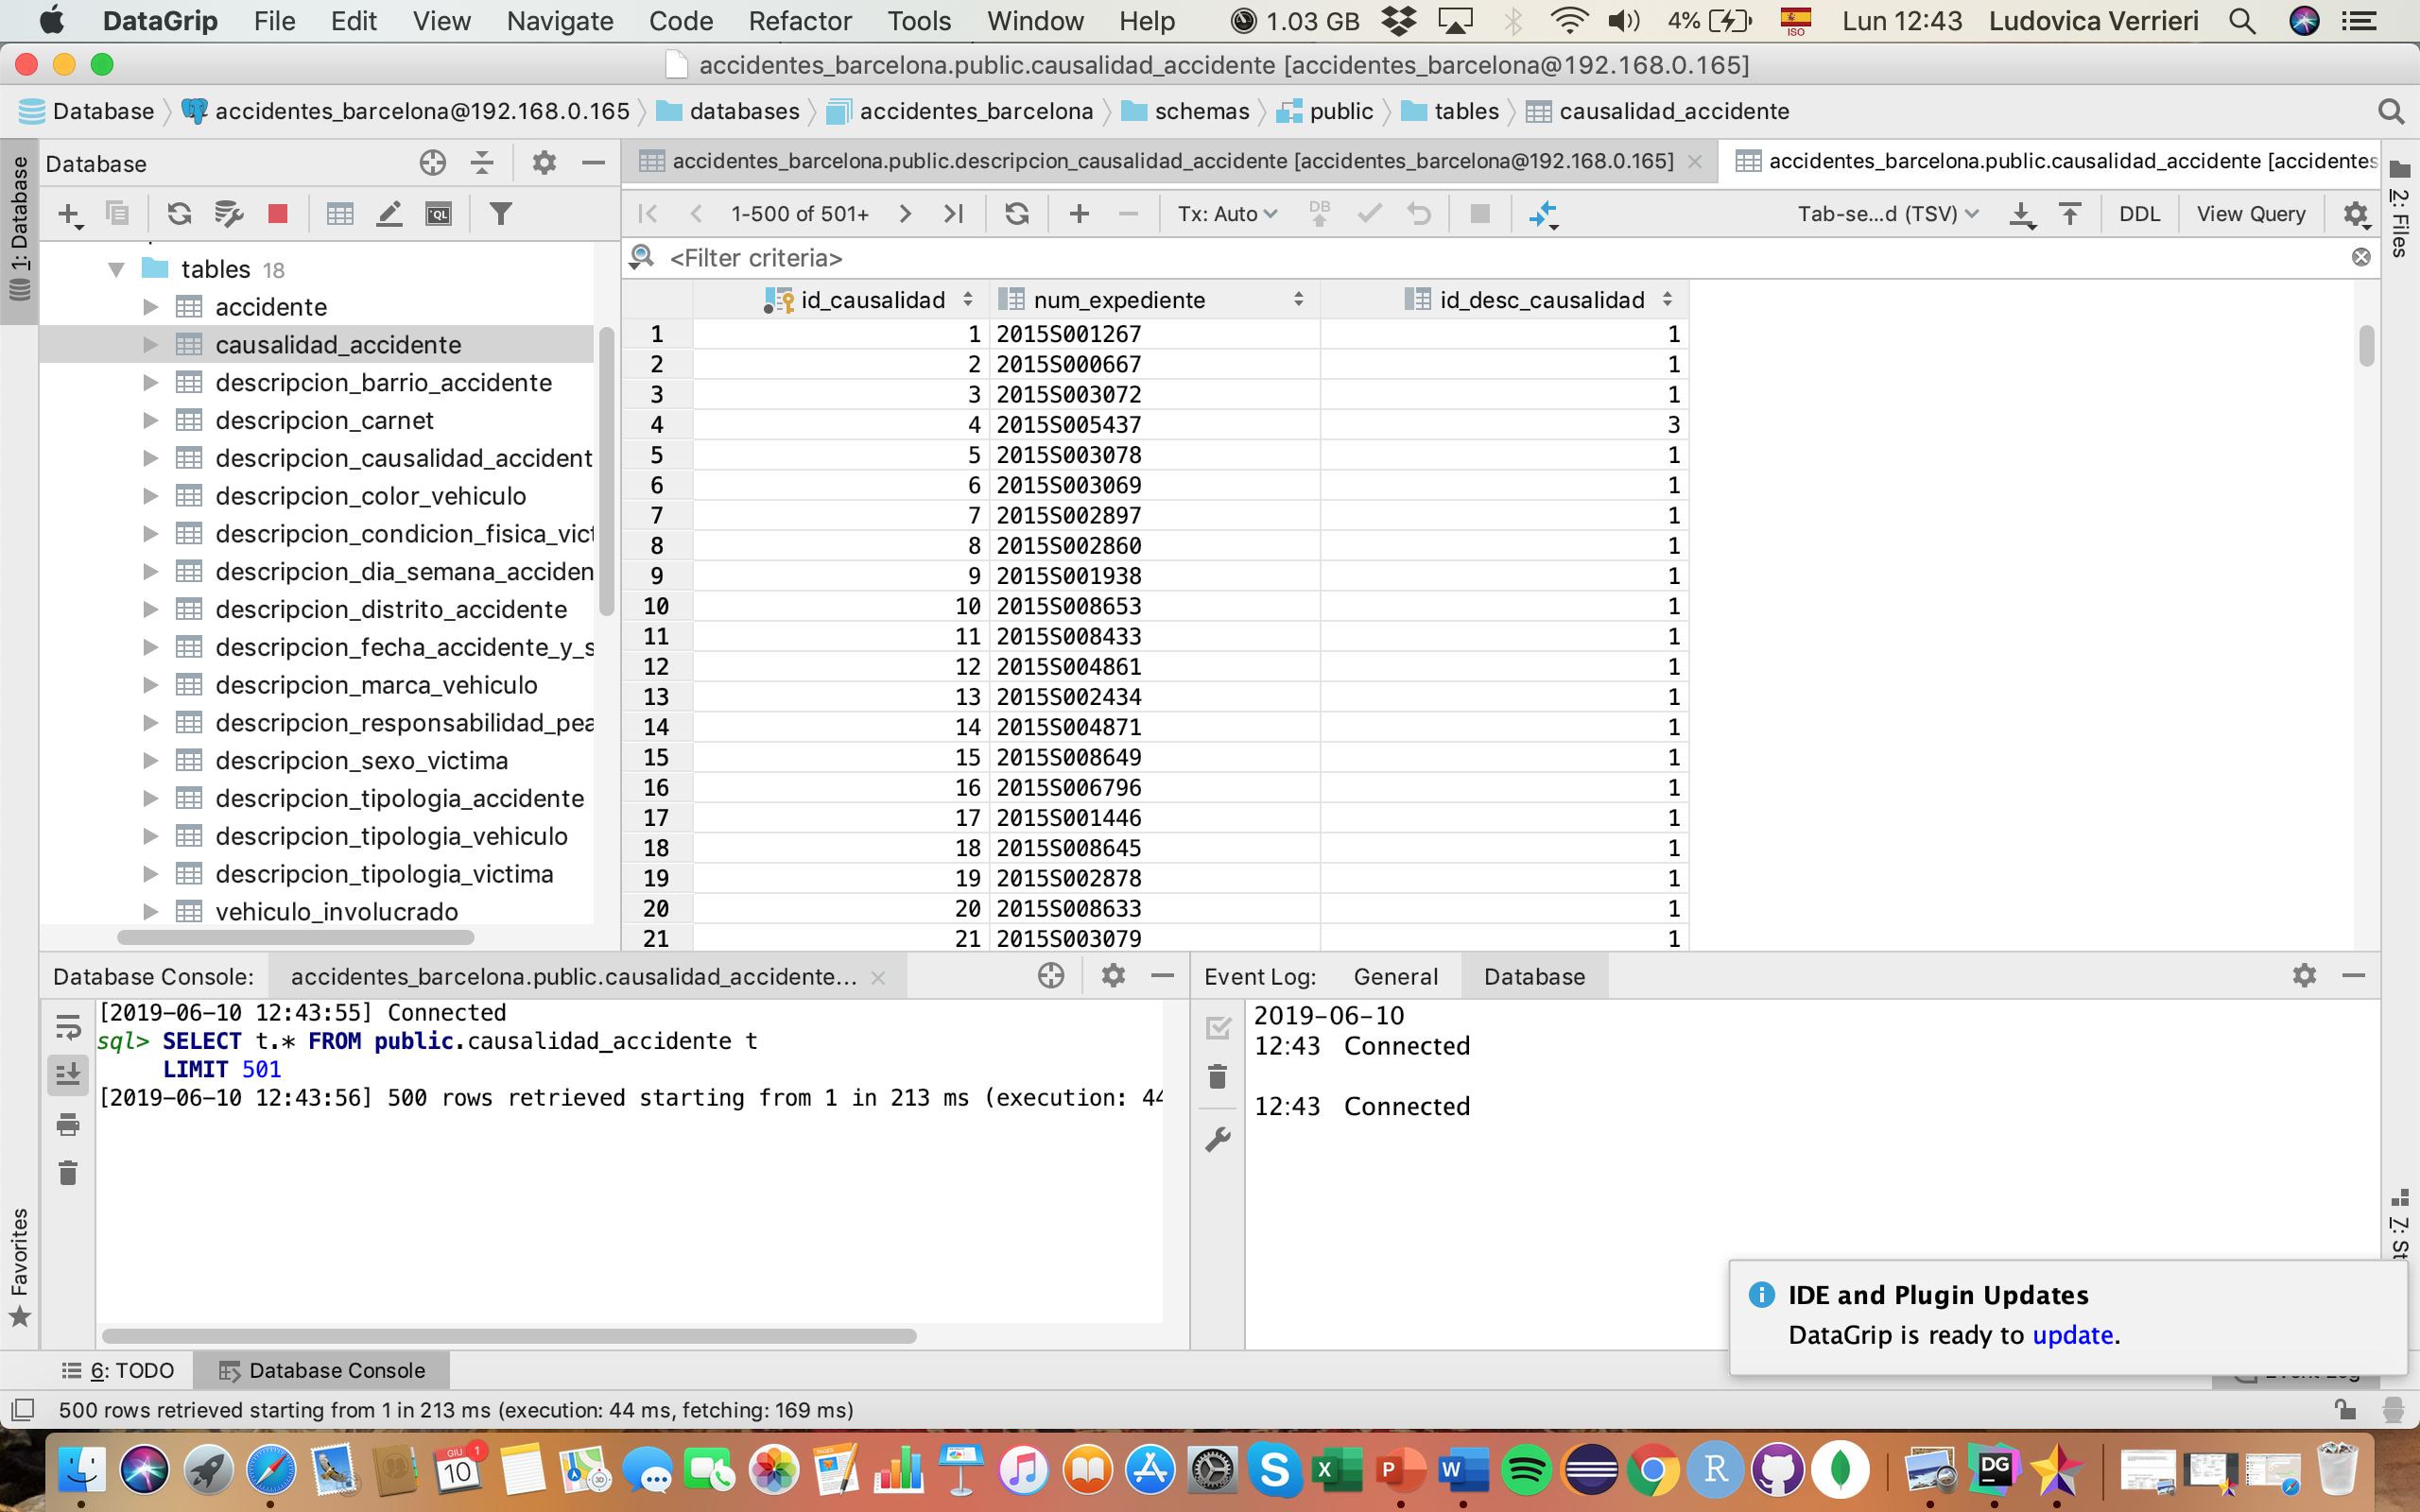 DataGrip File Edit View Navigate Code Refactor Tools Window Help 1.03 GB 4% ISO Lun 12:43 Ludovica Verrieri
accidentes_barcelona.public.causalidad_accidente [accidentes_barcelona@192.168.0.165]
Database accidentes_barcelona@192.168.0.165 databases accidentes_barcelona schemas public tables causalidad_accidente
1: Database
Database
tables 18
accidente
causalidad_accidente
descripcion_barrio_accidente
descripcion_carnet
descripcion_causalidad_accident
descripcion_color_vehiculo
descripcion_condicion_fisica_vict
descripcion_dia_semana_acciden
descripcion_distrito_accidente
descripcion_fecha_accidente_y_s
descripcion_marca_vehiculo
descripcion_responsabilidad_pea
descripcion_sexo_victima
descripcion_tipologia_accidente
descripcion_tipologia_vehiculo
descripcion_tipologia_victima
vehiculo_involucrado
accidentes_barcelona.public.descripcion_causalidad_accidente [accidentes_barcelona@192.168.0.165] accidentes_barcelona.public.causalidad_accidente [accidentes
1-500 of 501+ Tx: Auto DB Tab-se...d (TSV) DDL View Query
<Filter criteria>
id_causalidad num_expediente id_desc_causalidad
1 1 2015S001267 1
2 2 2015S000667 1
3 3 2015S003072 1
4 4 2015S005437 3
5 5 2015S003078 1
6 6 2015S003069 1
7 7 2015S002897 1
8 8 2015S002860 1
9 9 2015S001938 1
10 10 2015S008653 1
11 11 2015S008433 1
12 12 2015S004861 1
13 13 2015S002434 1
14 14 2015S004871 1
15 15 2015S008649 1
16 16 2015S006796 1
17 17 2015S001446 1
18 18 2015S008645 1
19 19 2015S002878 1
20 20 2015S008633 1
21 21 2015S003079 1
2: Files
Database Console: accidentes_barcelona.public.causalidad_accidente...
[2019-06-10 12:43:55] Connected
sql> SELECT t.* FROM public.causalidad_accidente t
LIMIT 501
[2019-06-10 12:43:56] 500 rows retrieved starting from 1 in 213 ms (execution: 44
Event Log: General Database
2019-06-10
12:43 Connected
12:43 Connected
7: St
Favorites
IDE and Plugin Updates
DataGrip is ready to update.
6: TODO Database Console
500 rows retrieved starting from 1 in 213 ms (execution: 44 ms, fetching: 169 ms)
GIU 10 1
PAGES
3D
S X P W R DG